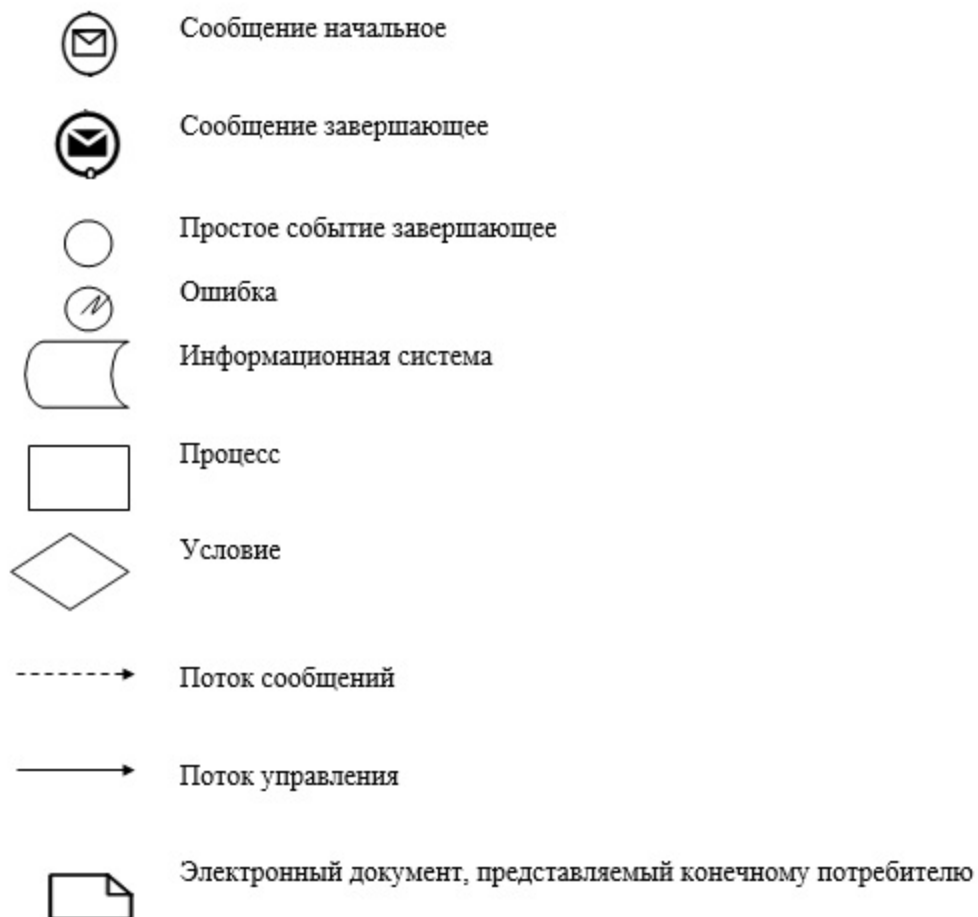 Сообщение начальное
Сообщение завершающее
Простое событие завершающее
Ошибка
Информационная система
Процесс
Условие
Поток сообщений
Поток управления
Электронный документ, представляемый конечному потребителю